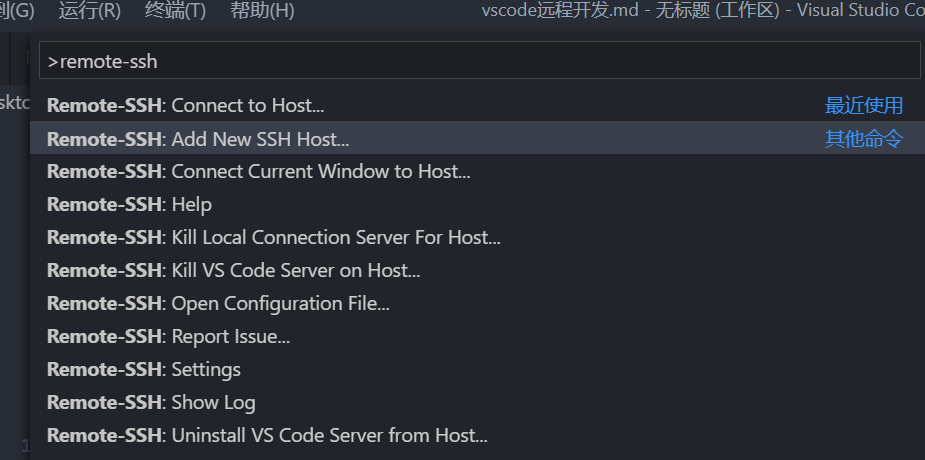 到(G) 运行(R) 终端(T) 帮助(H) vscode远程开发.md - 无标题 (工作区) - Visual Studio Co
>remote-ssh
sktc
Remote-SSH: Connect to Host... 最近使用
Remote-SSH: Add New SSH Host... 其他命令
Remote-SSH: Connect Current Window to Host...
Remote-SSH: Help
Remote-SSH: Kill Local Connection Server For Host...
Remote-SSH: Kill VS Code Server on Host...
Remote-SSH: Open Configuration File...
Remote-SSH: Report Issue...
Remote-SSH: Settings
Remote-SSH: Show Log
Remote-SSH: Uninstall VS Code Server from Host...
1